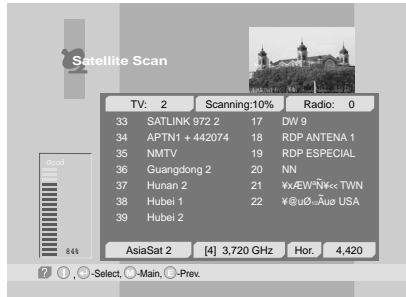 Satellite Scan
TV: 2 Scanning:10% Radio: 0
33 SATLINK 972 2 17 DW 9
34 APTN1 + 442074 18 RDP ANTENA 1
35 NMTV 19 RDP ESPECIAL
36 Guangdong 2 20 NN
37 Hunan 2 21 ¥xÆWªÑ¥<< TWN
38 Hubei 1 22 ¥@uØ«Ãuø USA
39 Hubei 2
Good
84%
AsiaSat 2 [4] 3,720 GHz Hor. 4,420
? , -Select, M-Main, E-Prev.